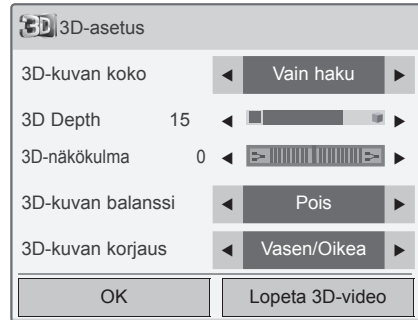 3D 3D-asetus
3D-kuvan koko ◄ Vain haku ►
3D Depth 15 ◄ ►
3D-näkökulma 0 ◄ ►
3D-kuvan balanssi ◄ Pois ►
3D-kuvan korjaus ◄ Vasen/Oikea ►
OK Lopeta 3D-video